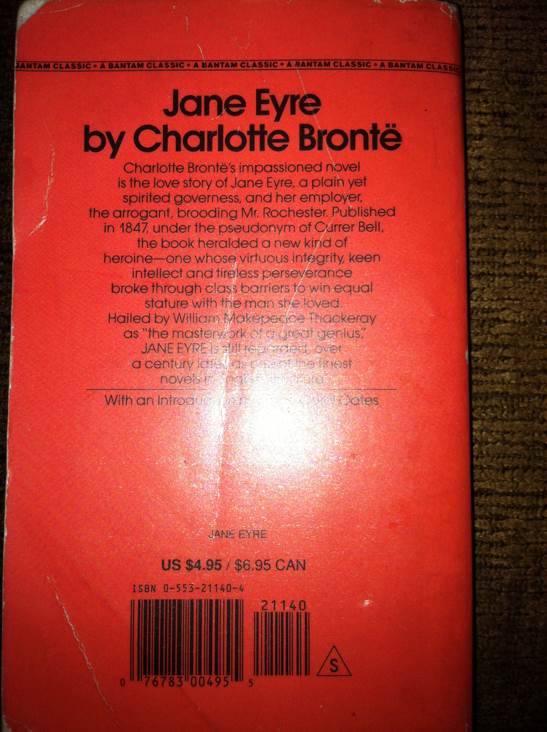 BANTAM CLASSIC • A BANTAM CLASSIC • A BANTAM CLASSIC • A BANTAM CLASSIC • A BANTAM CLASS
Jane Eyre
by Charlotte Brontë
Charlotte Brontë's impassioned novel
is the love story of Jane Eyre, a plain yet
spirited governess, and her employer,
the arrogant, brooding Mr. Rochester. Published
in 1847, under the pseudonym of Currer Bell,
the book heralded a new kind of
heroine—one whose virtuous integrity, keen
intellect and tireless perseverance
broke through class barriers to win equal
stature with the man she loved.
Hailed by William Makepeace Thackeray
as "the masterwork of a great genius,"
JANE EYRE is still regarded, over
a century later, as one of the finest
novels in
With an Oates
JANE EYRE
US $4.95 / $6.95 CAN
ISBN 0-553-21140-4
21140
0 76783 00495 5
S